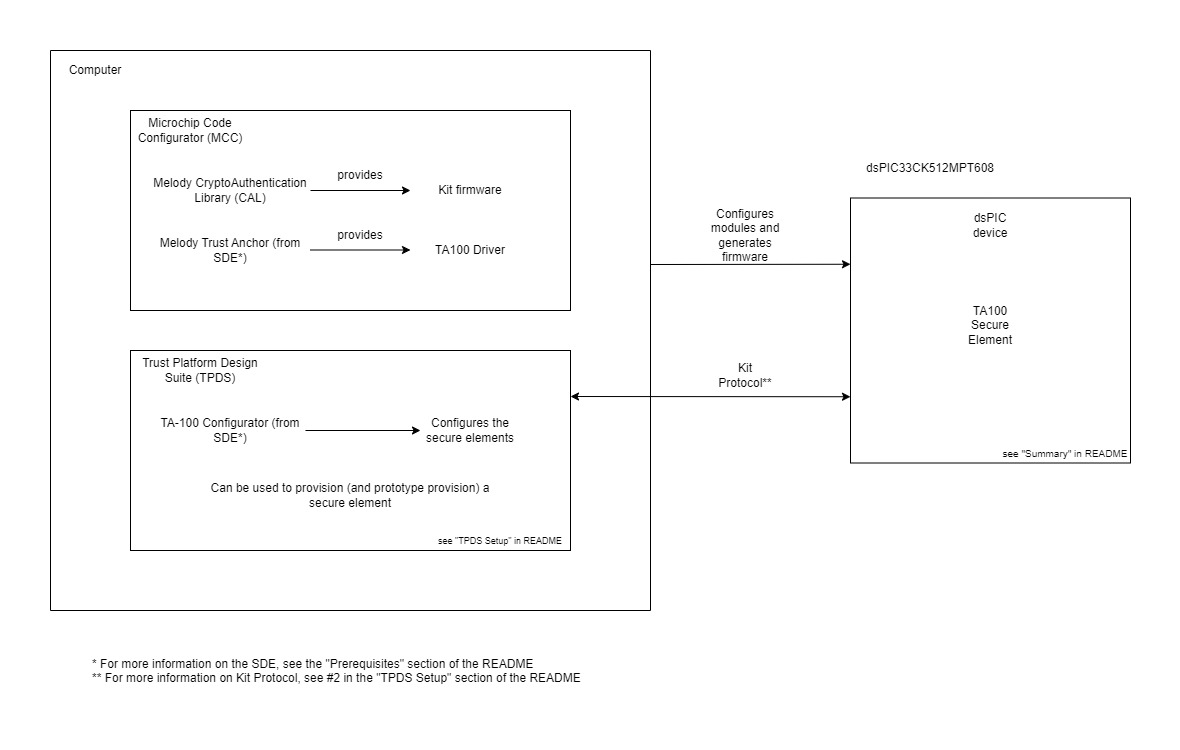 Computer
Microchip Code
Configurator (MCC)
Melody CryptoAuthentication
Library (CAL)
provides
Kit firmware
Melody Trust Anchor (from
SDE*)
provides
TA100 Driver
Trust Platform Design
Suite (TPDS)
TA-100 Configurator (from
SDE*)
Configures the
secure elements
Can be used to provision (and prototype provision) a
secure element
see "TPDS Setup" in README
Configures
modules and
generates
firmware
Kit
Protocol**
dsPIC33CK512MPT608
dsPIC
device
TA100
Secure
Element
see "Summary" in README
* For more information on the SDE, see the "Prerequisites" section of the README
** For more information on Kit Protocol, see #2 in the "TPDS Setup" section of the README